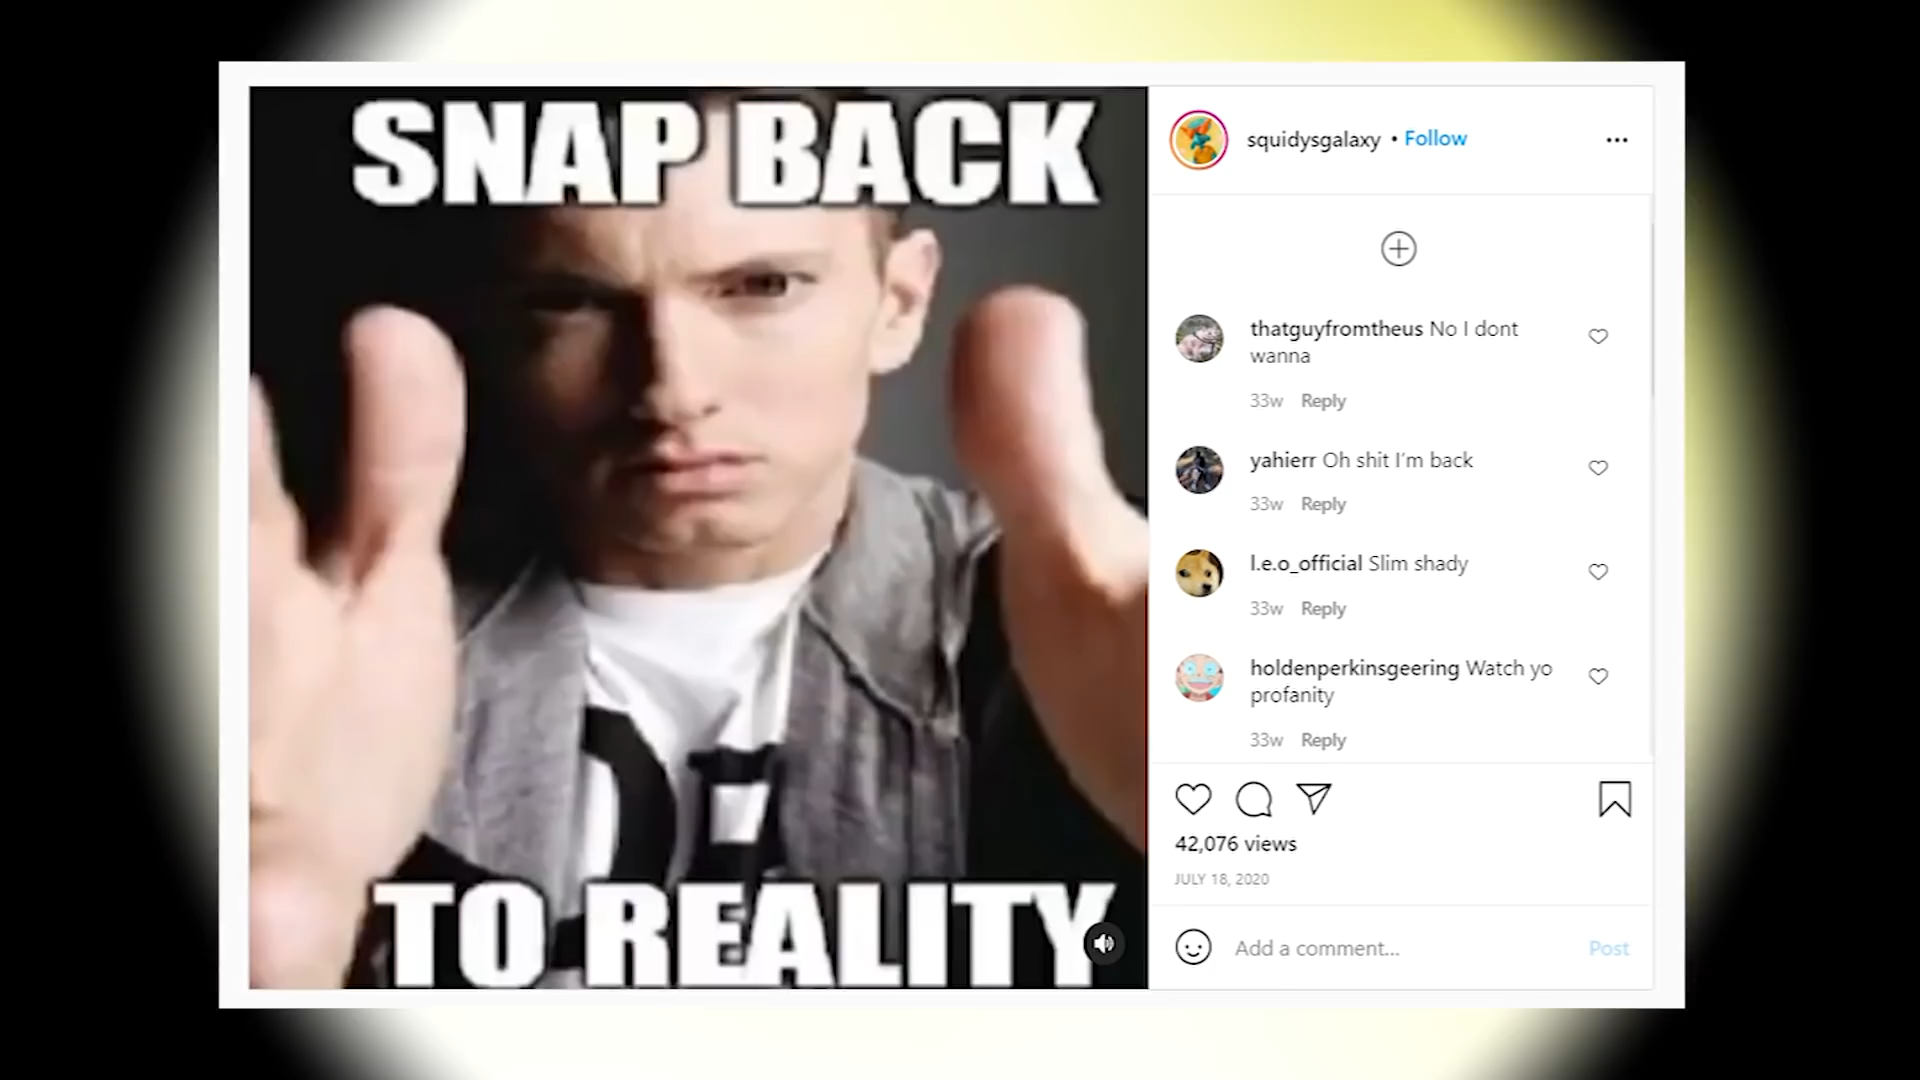 SNAP BACK
TO REALITY
squidysgalaxy • Follow
thatguyfromtheus No I dont
wanna
33w Reply
yahierr Oh shit I'm back
33w Reply
l.e.o_official Slim shady
33w Reply
holdenperkinsgeering Watch yo
profanity
33w Reply
42,076 views
JULY 18, 2020
Add a comment...
Post